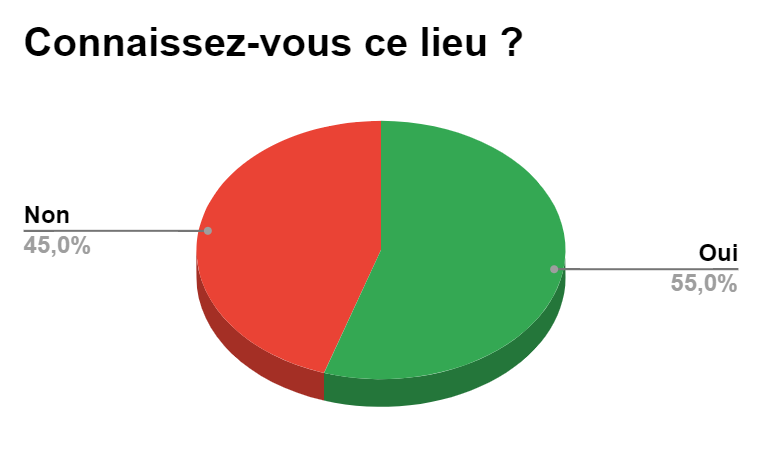 Connaissez-vous ce lieu ?
Non
45,0%
Oui
55,0%